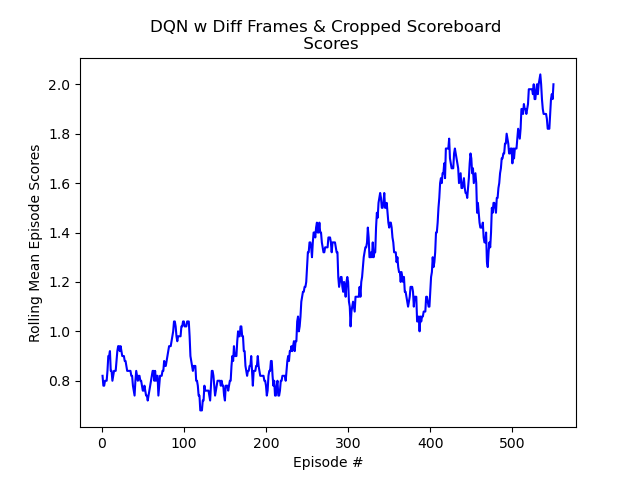 DQN w Diff Frames & Cropped Scoreboard
Scores
Rolling Mean Episode Scores
2.0
1.8
1.6
1.4
1.2
1.0
0.8
0 100 200 300 400 500
Episode #